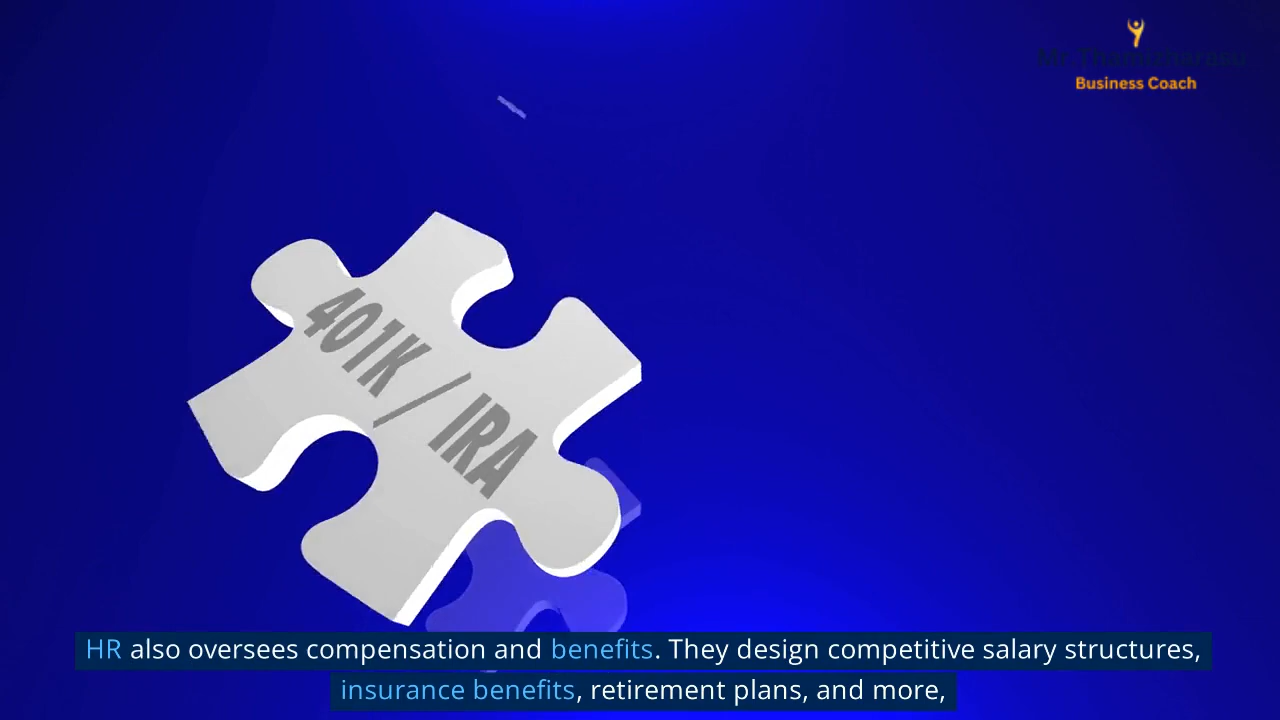 Business Coach
401K / IRA
HR also oversees compensation and benefits. They design competitive salary structures,
insurance benefits, retirement plans, and more,